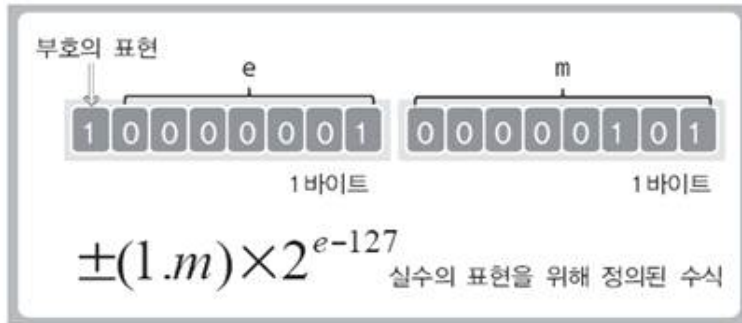 부호의 표현
e m
1 0 0 0 0 0 0 1 0 0 0 0 0 1 0 1
1바이트 1바이트
±(1.m)×2^{e-127} 실수의 표현을 위해 정의된 수식